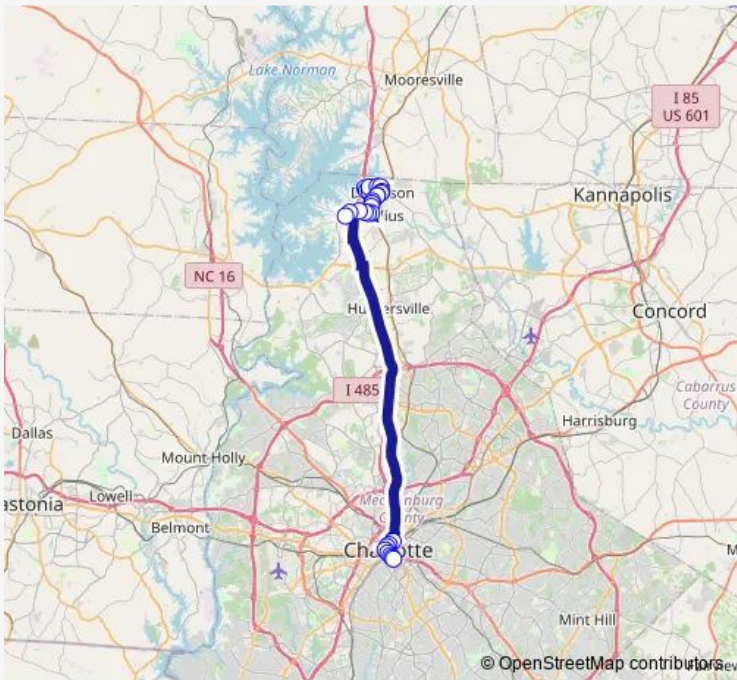 Lake Norman
Mooresville
I 85
US 601
Kannapolis
NC 16
Concord
I 485
Cabarrus
County
Dallas
Harrisburg
Mount Holly
Lowell
Belmont
Mint Hill
© OpenStreetMap contributors